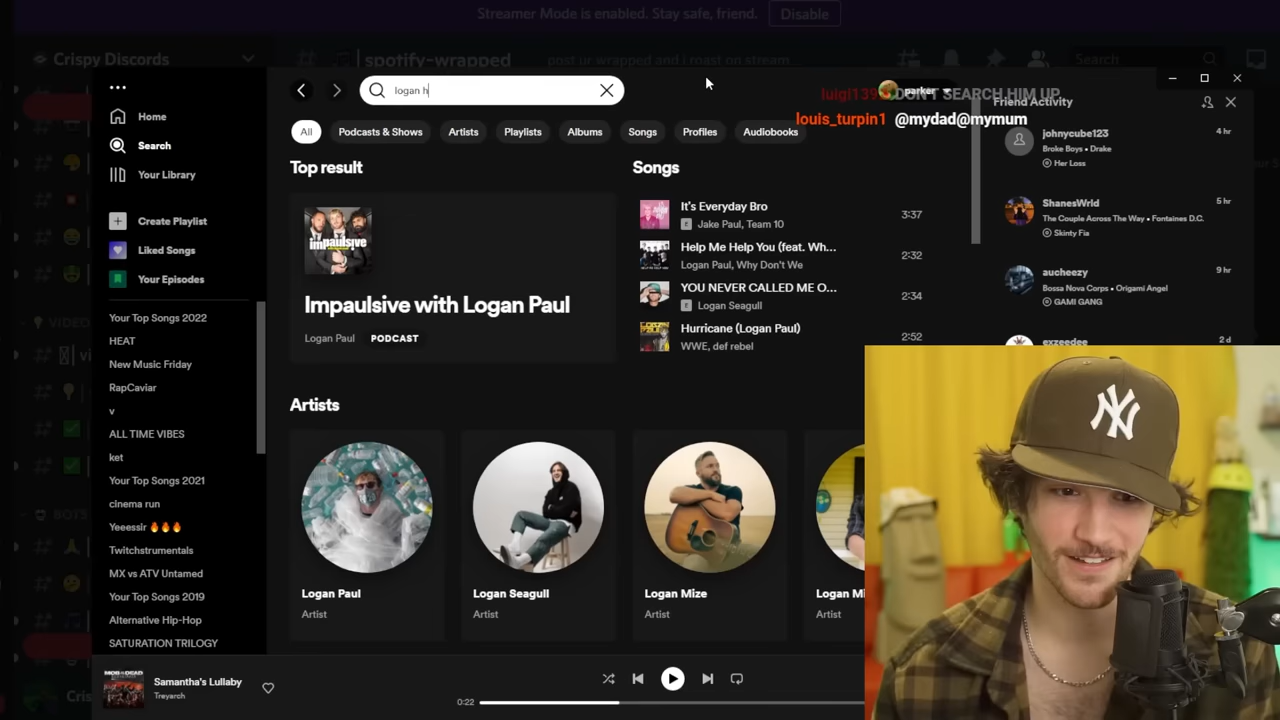 Streamer Mode is enabled. Stay safe, friend.
Disable
Crispy Discords
spotify-wrapped
post ur wrapped and i roast on stream
Search
logan h
parker
luigi139
DON'T SEARCH HIM UP
louis_turpin1 @mydad@mymum
Home
Search
Your Library
Create Playlist
Liked Songs
Your Episodes
Your Top Songs 2022
HEAT
New Music Friday
RapCaviar
v
ALL TIME VIBES
ket
Your Top Songs 2021
cinema run
Yeeessir 🔥🔥🔥
Twitchstrumentals
MX vs ATV Untamed
Your Top Songs 2019
Alternative Hip-Hop
SATURATION TRILOGY
All
Podcasts & Shows
Artists
Playlists
Albums
Songs
Profiles
Audiobooks
Top result
impaulsive
Impaulsive with Logan Paul
Logan Paul PODCAST
Songs
It's Everyday Bro
E Jake Paul, Team 10
3:37
Help Me Help You (feat. Wh...
Logan Paul, Why Don't We
2:32
YOU NEVER CALLED ME O...
E Logan Seagull
2:34
Hurricane (Logan Paul)
WWE, def rebel
2:52
Artists
Logan Paul
Artist
Logan Seagull
Artist
Logan Mize
Artist
Logan Mi
Artist
Friend Activity
johnycube123
4 hr
Broke Boys • Drake
Her Loss
ShanesWrld
5 hr
The Couple Across The Way • Fontaines D.C.
Skinty Fia
aucheezy
9 hr
Bossa Nova Corps • Origami Angel
GAMI GANG
exzeedee
2 d
VIDEO
BOTS
Samantha's Lullaby
Treyarch
0:22
NY